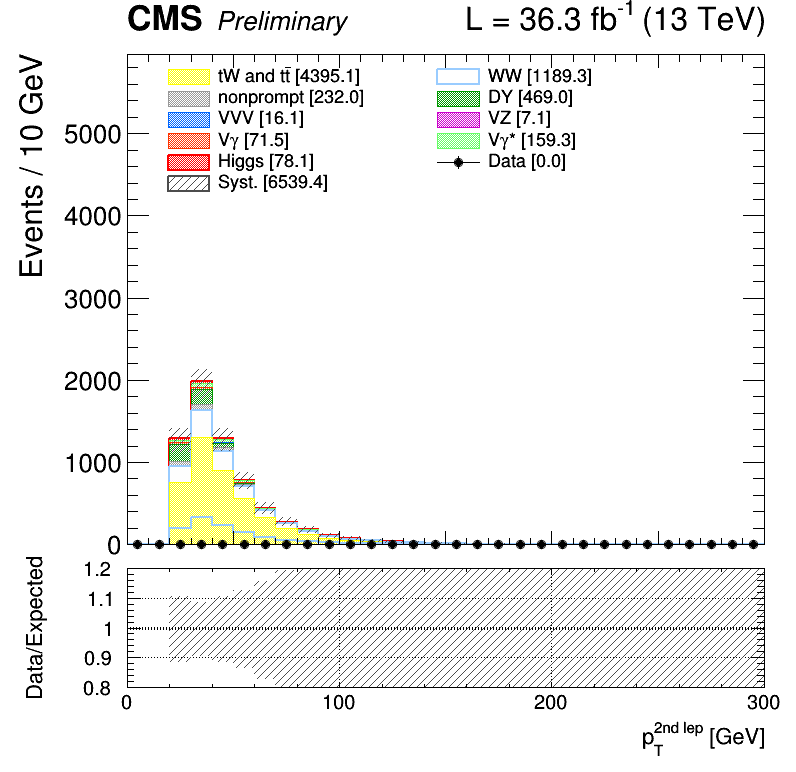 CMS Preliminary L = 36.3 fb⁻¹ (13 TeV)
Events / 10 GeV
tW and tt̄ [4395.1] WW [1189.3]
nonprompt [232.0] DY [469.0]
VVV [16.1] VZ [7.1]
Vγ [71.5] Vγ* [159.3]
Higgs [78.1] Data [0.0]
Syst. [6539.4]
5000
4000
3000
2000
1000
0
Data/Expected
1.2
1.1
1
0.9
0.8
0 100 200 300
p_T^{2nd lep} [GeV]